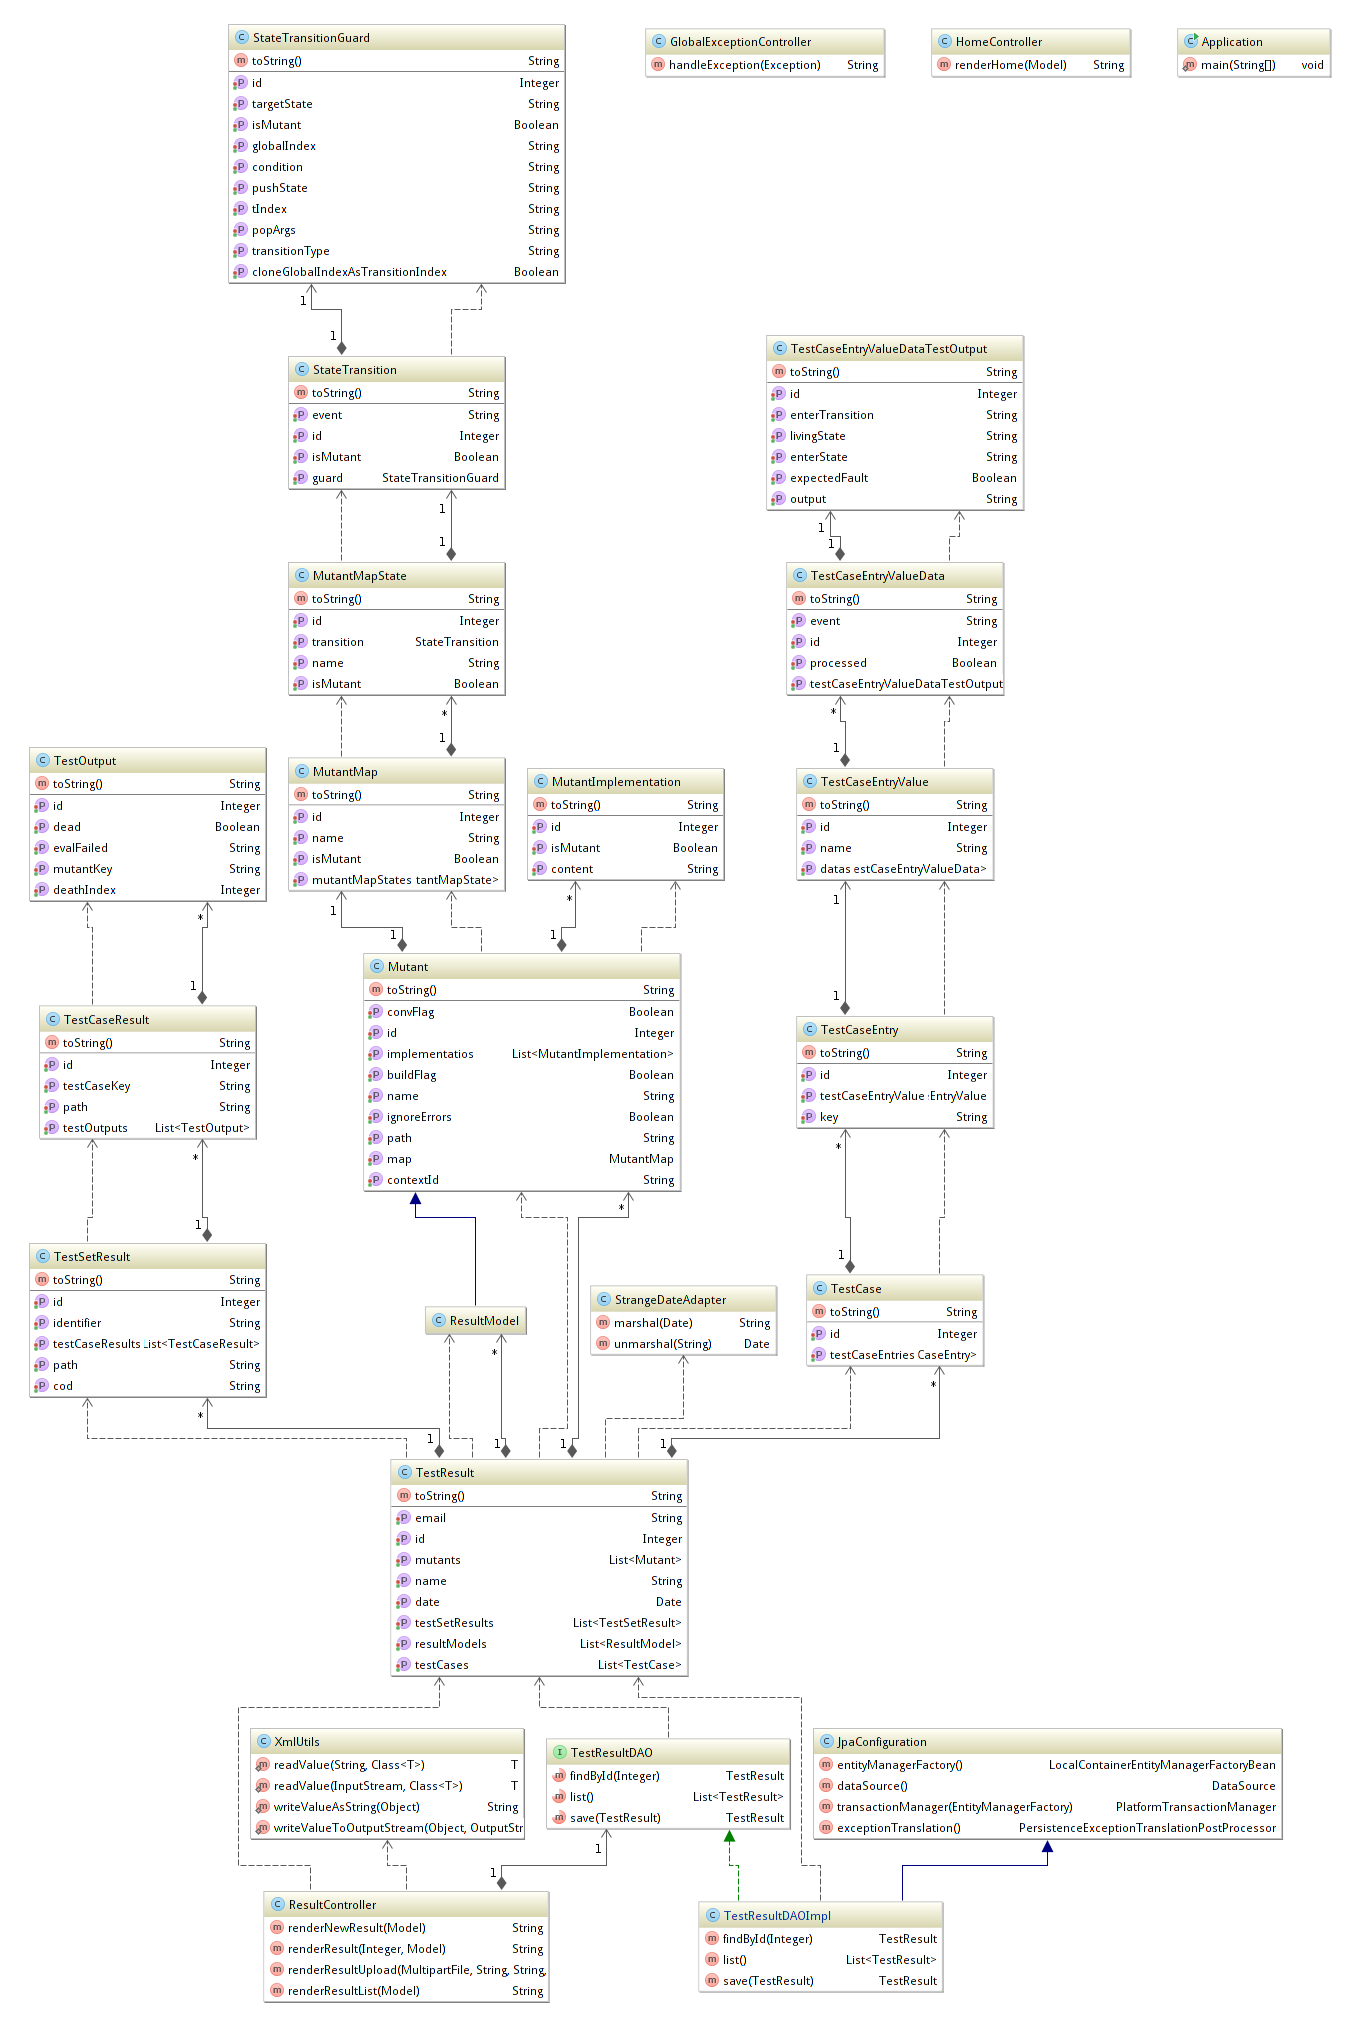 StateTransitionGuard
toString() String
id Integer
targetState String
isMutant Boolean
globalIndex String
condition String
pushState String
tIndex String
popArgs String
transitionType String
cloneGlobalIndexAsTransitionIndex Boolean
GlobalExceptionController
handleException(Exception) String
HomeController
renderHome(Model) String
Application
main(String[]) void
1
1
StateTransition
toString() String
event String
id Integer
isMutant Boolean
guard StateTransitionGuard
1
1
MutantMapState
toString() String
id Integer
transition StateTransition
name String
isMutant Boolean
*
1
MutantMap
toString() String
id Integer
name String
isMutant Boolean
mutantMapStates tantMapState>
MutantImplementation
toString() String
id Integer
isMutant Boolean
content String
1
1
*
1
Mutant
toString() String
convFlag Boolean
id Integer
implementatios List<MutantImplementation>
buildFlag Boolean
name String
ignoreErrors Boolean
path String
map MutantMap
contextId String
TestCaseEntryValueDataTestOutput
toString() String
id Integer
enterTransition String
livingState String
enterState String
expectedFault Boolean
output String
1
1
TestCaseEntryValueData
toString() String
event String
id Integer
processed Boolean
testCaseEntryValueDataTestOutput
*
1
TestCaseEntryValue
toString() String
id Integer
name String
datas estCaseEntryValueData>
1
1
TestCaseEntry
toString() String
id Integer
testCaseEntryValue :EntryValue
key String
*
1
TestCase
toString() String
id Integer
testCaseEntries CaseEntry>
TestOutput
toString() String
id Integer
dead Boolean
evalFailed String
mutantKey String
deathIndex Integer
*
1
TestCaseResult
toString() String
id Integer
testCaseKey String
path String
testOutputs List<TestOutput>
*
1
TestSetResult
toString() String
id Integer
identifier String
testCaseResults List<TestCaseResult>
path String
cod String
ResultModel
StrangeDateAdapter
marshal(Date) String
unmarshal(String) Date
*
*
*
*
1
1
1
1
TestResult
toString() String
email String
id Integer
mutants List<Mutant>
name String
date Date
testSetResults List<TestSetResult>
resultModels List<ResultModel>
testCases List<TestCase>
XmlUtils
readValue(String, Class<T>) T
readValue(InputStream, Class<T>) T
writeValueAsString(Object) String
writeValueToOutputStream(Object, OutputStr
TestResultDAO
findById(Integer) TestResult
list() List<TestResult>
save(TestResult) TestResult
JpaConfiguration
entityManagerFactory() LocalContainerEntityManagerFactoryBean
dataSource() DataSource
transactionManager(EntityManagerFactory) PlatformTransactionManager
exceptionTranslation() PersistenceExceptionTranslationPostProcessor
1
1
ResultController
renderNewResult(Model) String
renderResult(Integer, Model) String
renderResultUpload(MultipartFile, String, String,
renderResultList(Model) String
TestResultDAOImpl
findById(Integer) TestResult
list() List<TestResult>
save(TestResult) TestResult